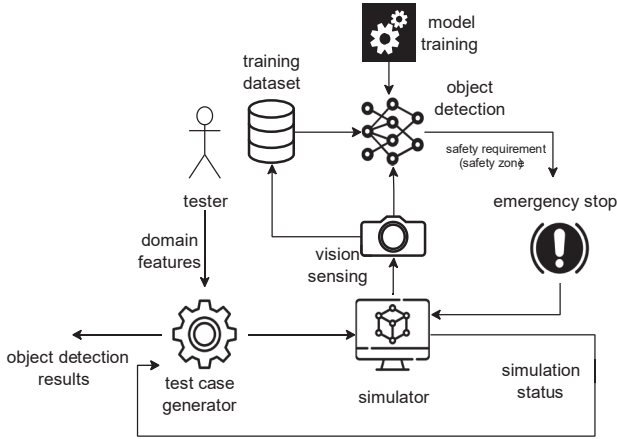 model
training
training
dataset
object
detection
safety requirement
(safety zone)
tester
emergency stop
domain
features
vision
sensing
object detection
results
test case
generator
simulator
simulation
status